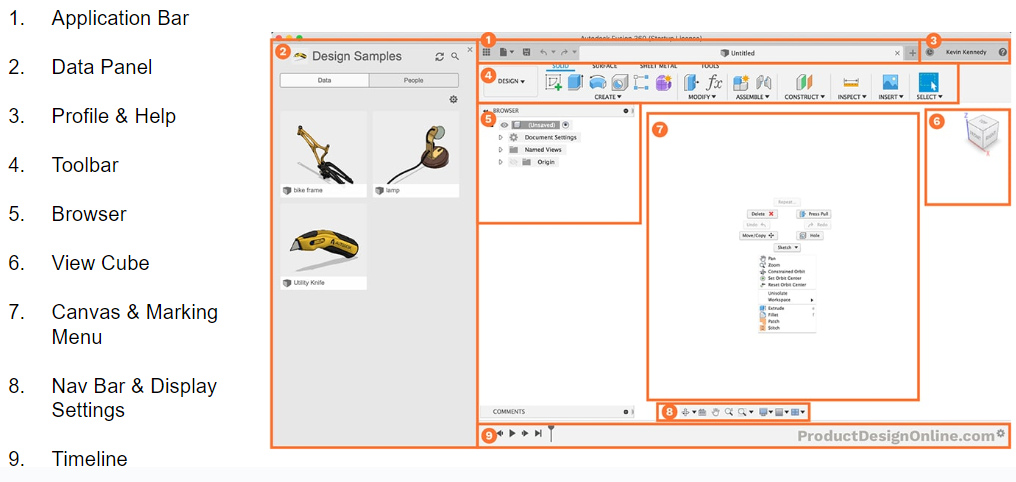 1. Application Bar
2. Data Panel
3. Profile & Help
4. Toolbar
5. Browser
6. View Cube
7. Canvas & Marking
Menu
8. Nav Bar & Display
Settings
9. Timeline
Autodesk Fusion 360 (Startup License)
1
Untitled
3
Kevin Kennedy
2
Design Samples
Data
People
bike frame
lamp
Utility Knife
4
DESIGN
SOLID
SURFACE
SHEET METAL
TOOLS
CREATE
MODIFY
ASSEMBLE
CONSTRUCT
INSPECT
INSERT
SELECT
BROWSER
5
(Unsaved)
Document Settings
Named Views
Origin
7
6
Z
X
FRONT
RIGHT
Repeat...
Delete
Press Pull
Undo
Redo
Move/Copy
Hole
Sketch
Pan
Zoom
Constrained Orbit
Set Orbit Center
Reset Orbit Center
Unisolate
Workspace
Extrude
Fillet
Patch
Stitch
COMMENTS
8
9
ProductDesignOnline.com